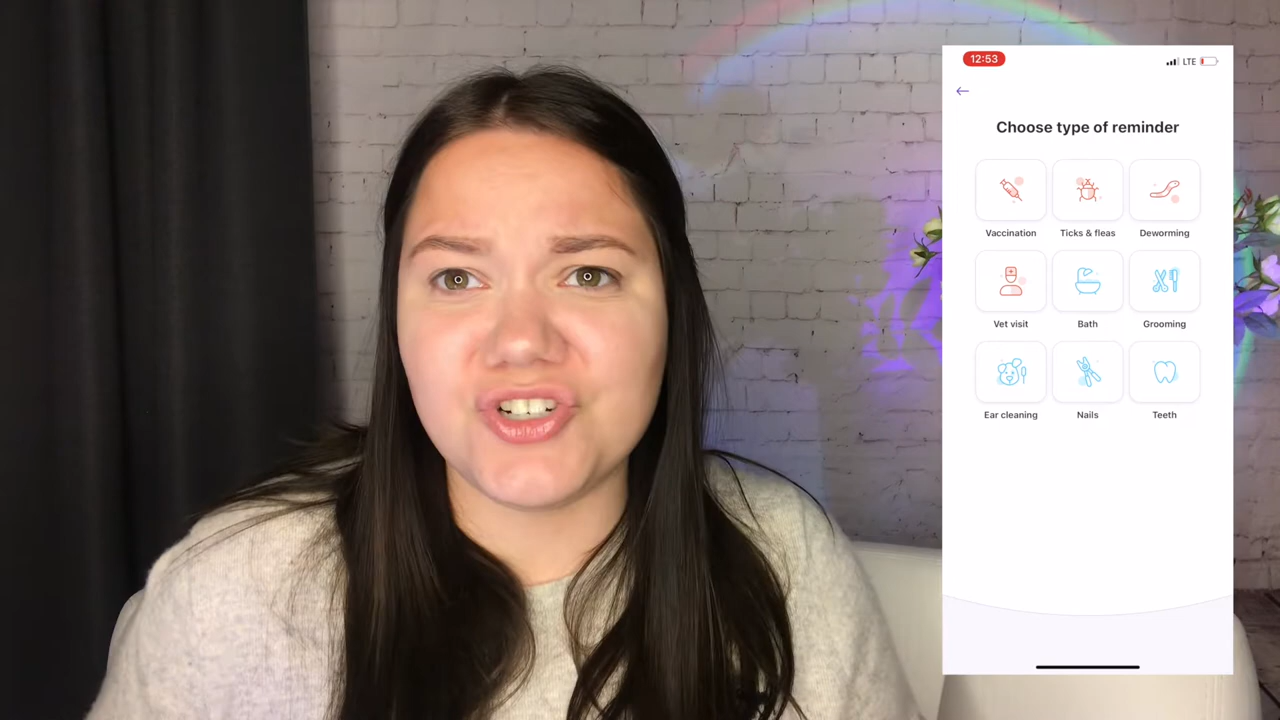 12:53 LTE
Choose type of reminder
Vaccination Ticks & fleas Deworming
Vet visit Bath Grooming
Ear cleaning Nails Teeth